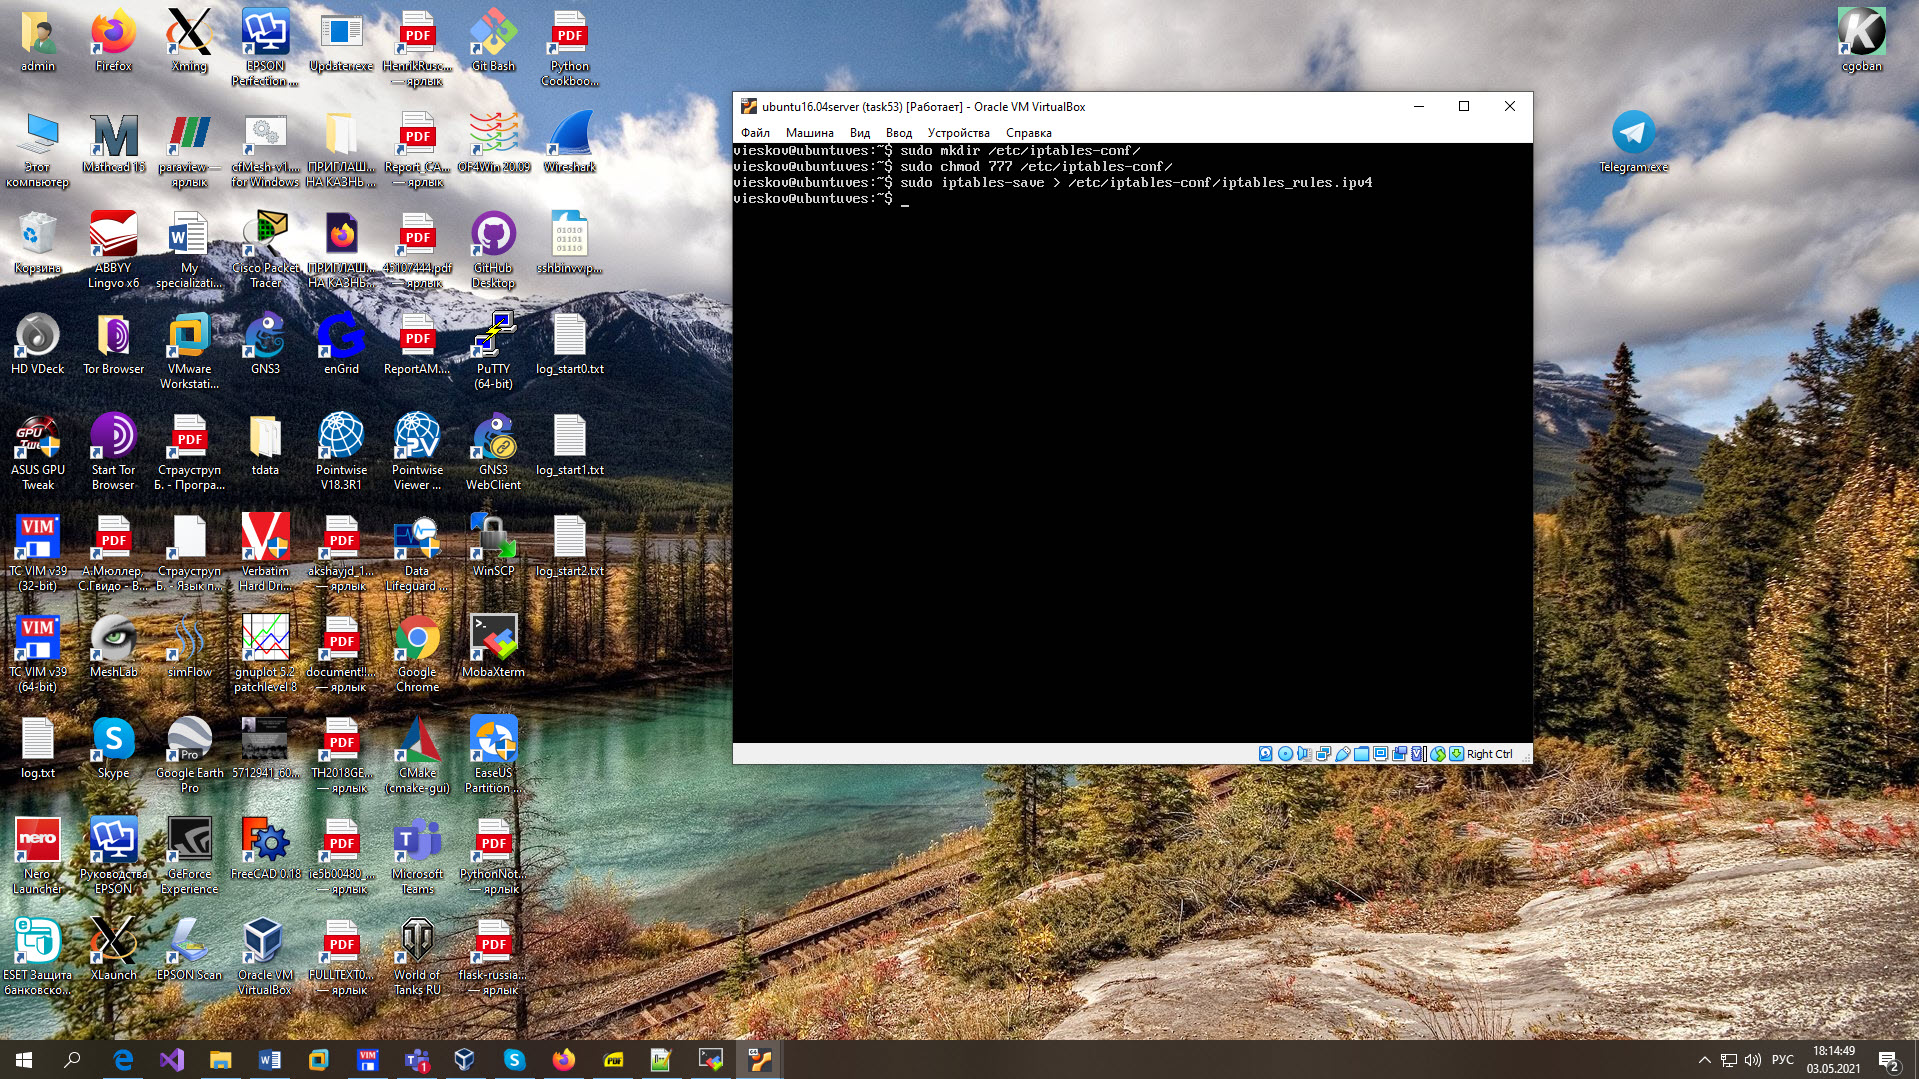 admin
Firefox
Xming
EPSON
Perfection ...
Updater.exe
HenrikRusc...
— ярлык
Git Bash
Python
Cookboo...
cgoban
Этот
компьютер
Mathcad 15
paraview—
ярлык
cfMesh-v1....
for Windows
ПРИГЛАШ...
НА КАЗНЬ ...
Report_CA...
— ярлык
OF4Win 20.09
Wireshark
Telegram.exe
Корзина
ABBYY
Lingvo x6
My
specializati...
Cisco Packet
Tracer
ПРИГЛАШ...
НА КАЗНЬ...
45107444.pdf
— ярлык
GitHub
Desktop
sshbinvv.p...
HD VDeck
Tor Browser
VMware
Workstati...
GNS3
enGrid
ReportAM....
PuTTY
(64-bit)
log_start0.txt
ASUS GPU
Tweak
Start Tor
Browser
Страуструп
Б. - Програ...
tdata
Pointwise
V18.3R1
Pointwise
Viewer ...
GNS3
WebClient
log_start1.txt
TC VIM v39
(32-bit)
А.Мюллер,
С.Гвидо - В...
Страуструп
Б. - Язык п...
Verbatim
Hard Dri...
akshayjd_1...
— ярлык
Data
Lifeguard ...
WinSCP
log_start2.txt
TC VIM v39
(64-bit)
MeshLab
simFlow
gnuplot 5.2
patchlevel 8
document!!...
— ярлык
Google
Chrome
MobaXterm
log.txt
Skype
Google Earth
Pro
5712941_60...
TH2018GE...
— ярлык
CMake
(cmake-gui)
EaseUS
Partition ...
Nero
Launcher
Руководства
EPSON
GeForce
Experience
FreeCAD 0.18
ie5b00480_...
— ярлык
Microsoft
Teams
PythonNot...
— ярлык
ESET Защита
банковско...
XLaunch
EPSON Scan
Oracle VM
VirtualBox
FULLTEXT0...
— ярлык
World of
Tanks RU
flask-russia...
— ярлык
ubuntu16.04server (task53) [Работает] - Oracle VM VirtualBox
Файл Машина Вид Ввод Устройства Справка
vieskov@ubuntuves:~$ sudo mkdir /etc/iptables-conf/
vieskov@ubuntuves:~$ sudo chmod 777 /etc/iptables-conf/
vieskov@ubuntuves:~$ sudo iptables-save > /etc/iptables-conf/iptables_rules.ipv4
vieskov@ubuntuves:~$ _
Right Ctrl
РУС
18:14:49
03.05.2021
2